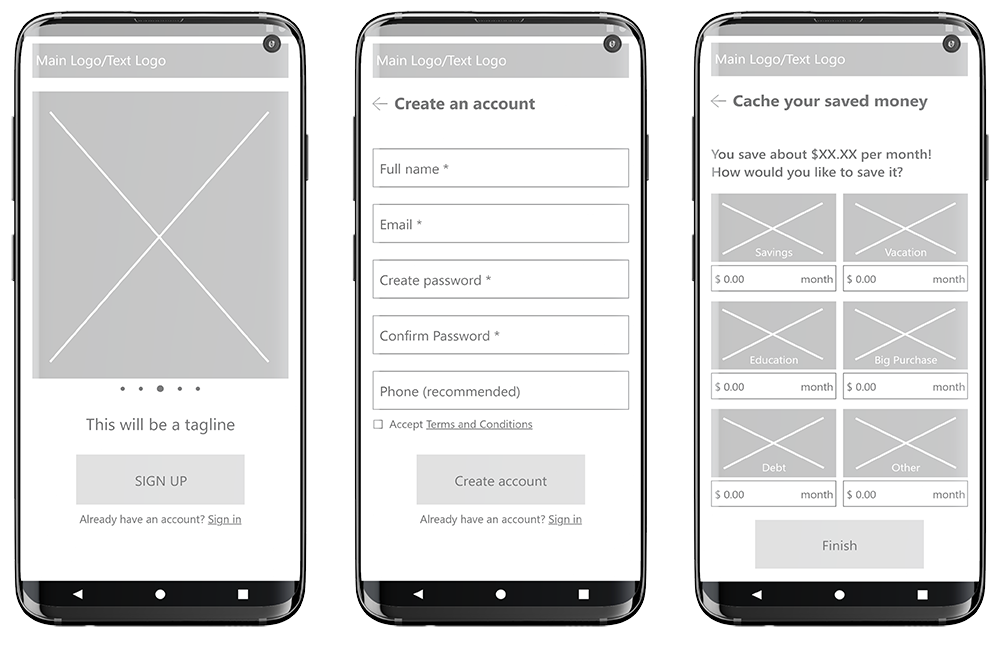 Main Logo/Text Logo
This will be a tagline
SIGN UP
Already have an account? Sign in
Main Logo/Text Logo
Create an account
Full name *
Email *
Create password *
Confirm Password *
Phone (recommended)
Accept Terms and Conditions
Create account
Already have an account? Sign in
Main Logo/Text Logo
Cache your saved money
You save about $XX.XX per month!
How would you like to save it?
Savings Vacation
$ 0.00 month $ 0.00 month
Education Big Purchase
$ 0.00 month $ 0.00 month
Debt Other
$ 0.00 month $ 0.00 month
Finish